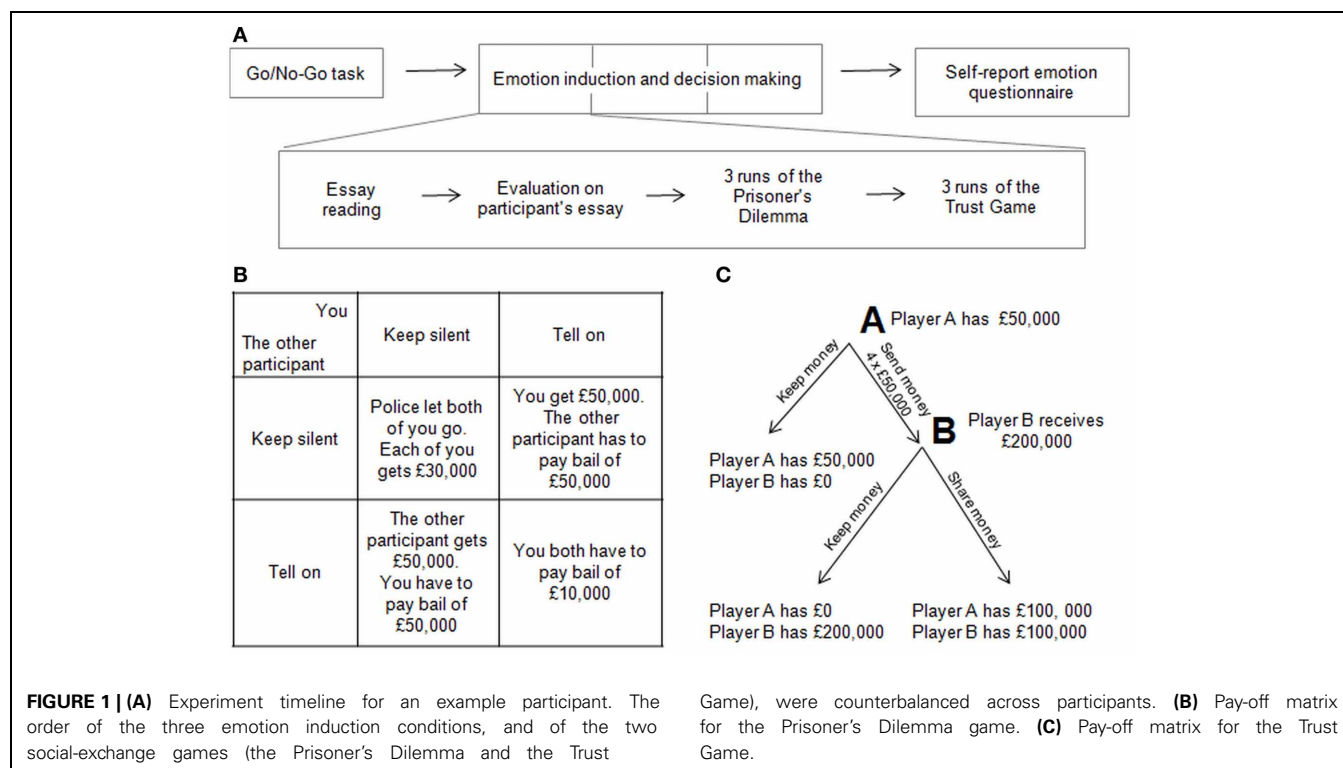 A
Go/No-Go task
Emotion induction and decision making
Self-report emotion
questionnaire
Essay
reading
Evaluation on
participant's essay
3 runs of the
Prisoner's
Dilemma
3 runs of the
Trust Game
B
You
The other
participant
Keep silent
Tell on
Keep silent
Police let both
of you go.
Each of you
gets £30,000
You get £50,000.
The other
participant has to
pay bail of
£50,000
Tell on
The other
participant gets
£50,000.
You have to
pay bail of
£50,000
You both have to
pay bail of
£10,000
C
A Player A has £50,000
Keep money
Send money
4 x £50,000
B Player B receives
£200,000
Player A has £50,000
Player B has £0
Keep money
Share money
Player A has £0
Player B has £200,000
Player A has £100, 000
Player B has £100,000
FIGURE 1 | (A) Experiment timeline for an example participant. The
order of the three emotion induction conditions, and of the two
social-exchange games (the Prisoner's Dilemma and the Trust
Game), were counterbalanced across participants. (B) Pay-off matrix
for the Prisoner's Dilemma game. (C) Pay-off matrix for the Trust
Game.